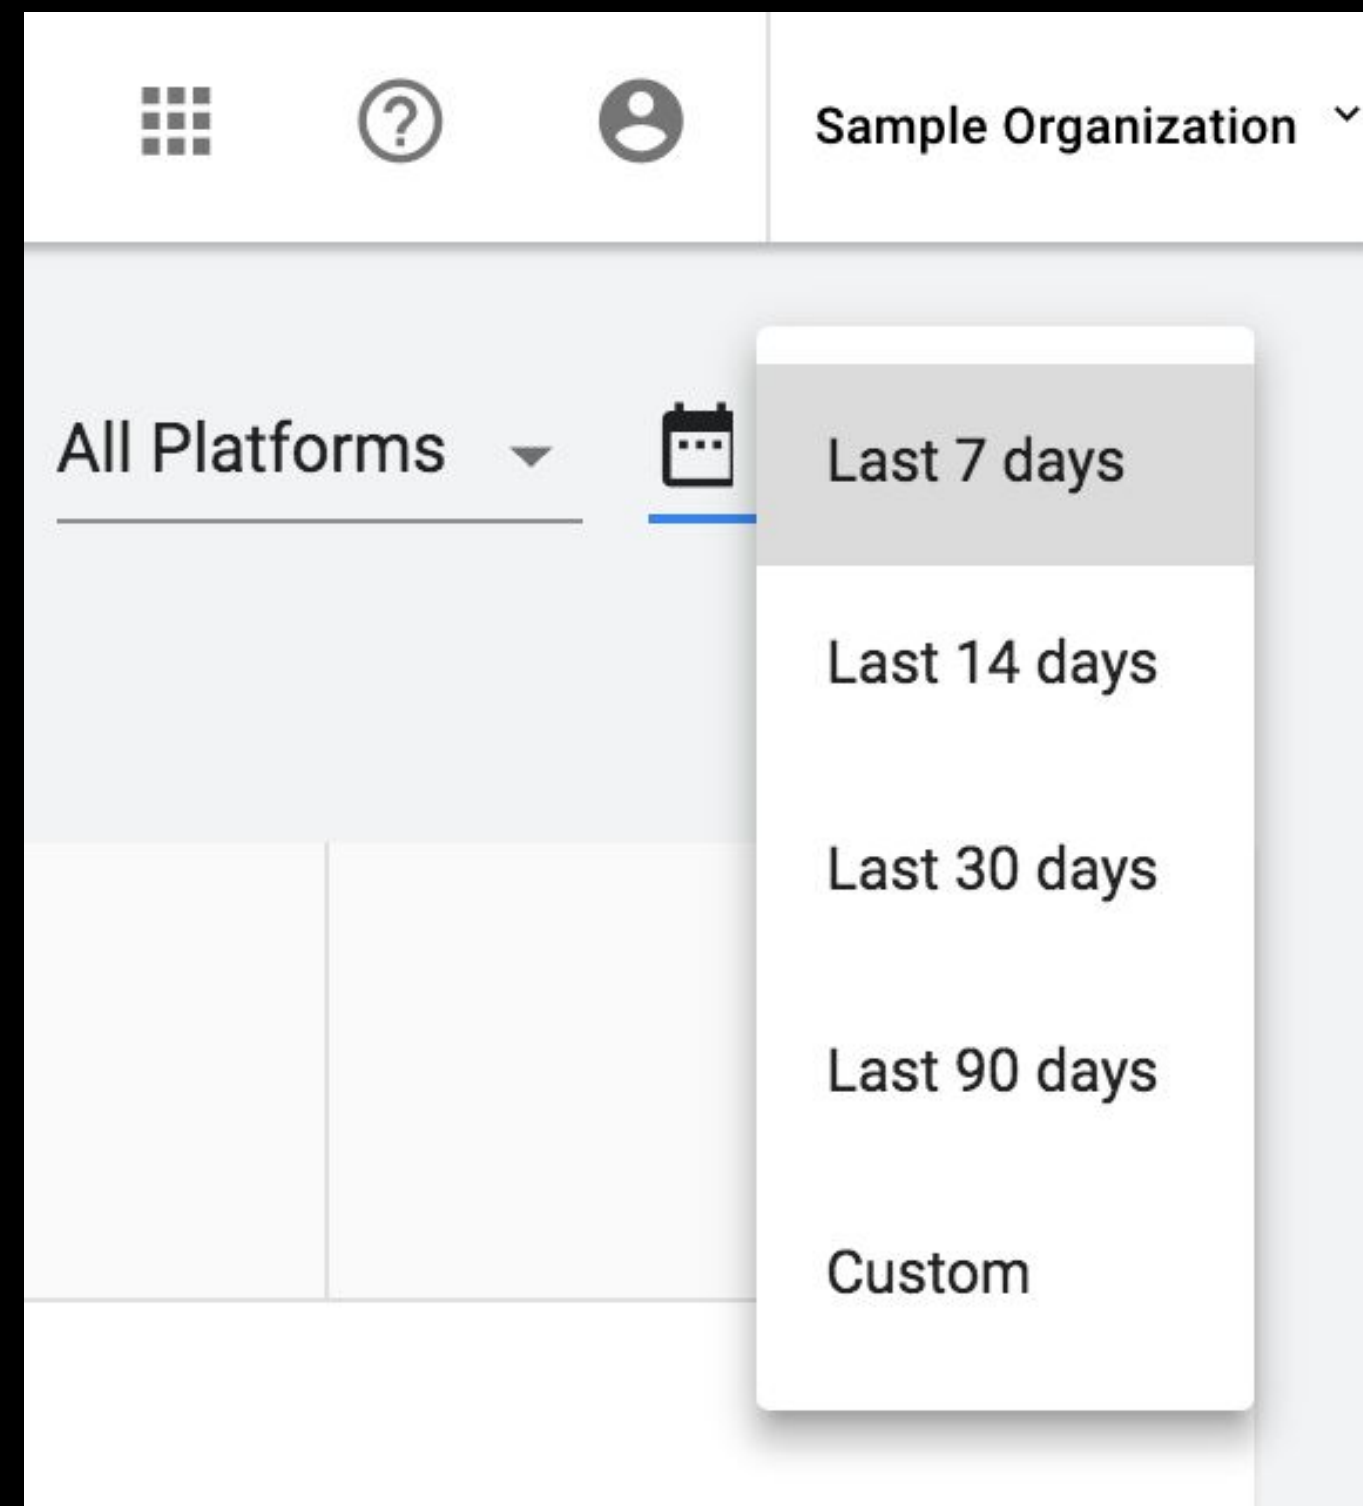 Sample Organization
All Platforms
Last 7 days
Last 14 days
Last 30 days
Last 90 days
Custom